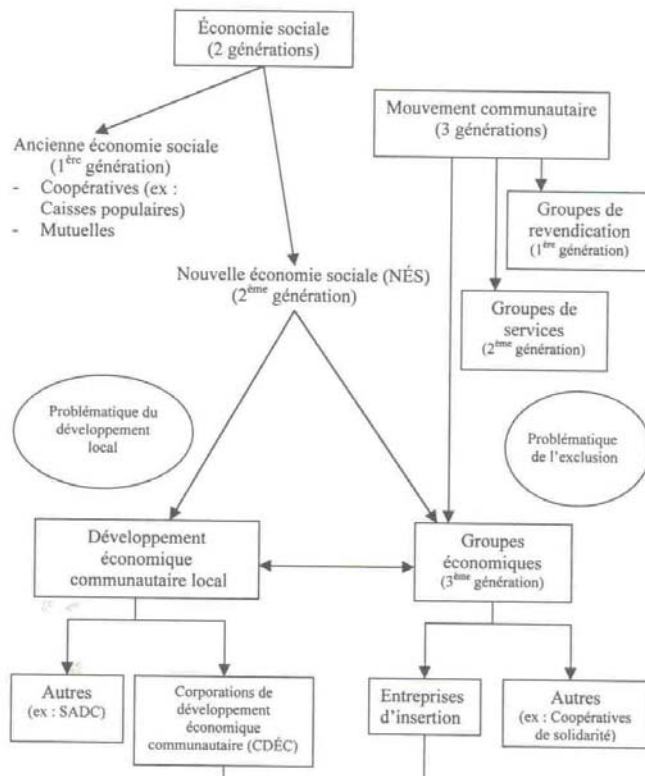 Économie sociale
(2 générations)
Mouvement communautaire
(3 générations)
Ancienne économie sociale
(1ère génération)
- Coopératives (ex :
Caisses populaires)
- Mutuelles
Groupes de
revendication
(1ère génération)
Nouvelle économie sociale (NÉS)
(2ème génération)
Groupes de
services
(2ème génération)
Problématique du
développement
local
Problématique
de l'exclusion
Développement
économique
communautaire local
Groupes
économiques
(3ème génération)
Autres
(ex : SADC)
Corporations de
développement
économique
communautaire (CDÉC)
Entreprises
d'insertion
Autres
(ex : Coopératives
de solidarité)